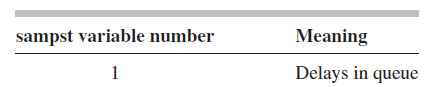 sampst variable number Meaning
1 Delays in queue